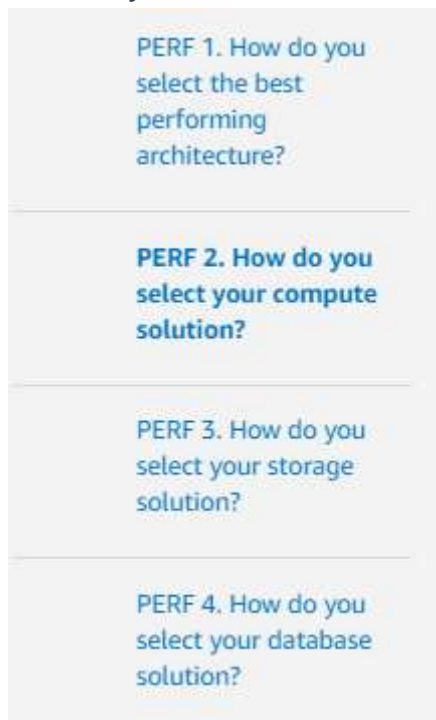 PERF 1. How do you
select the best
performing
architecture?
PERF 2. How do you
select your compute
solution?
PERF 3. How do you
select your storage
solution?
PERF 4. How do you
select your database
solution?